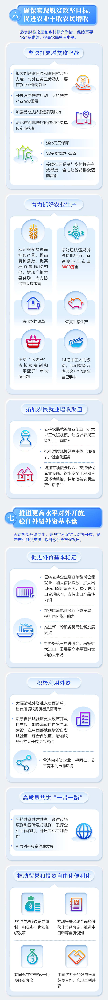 六
确保实现脱贫攻坚目标,
促进农业丰收农民增收
落实脱贫攻坚和乡村振兴举措，保障重要
农产品供给，提高农民生活水平。
坚决打赢脱贫攻坚战
加大剩余贫困县和贫困村攻坚
力度，对外出务工劳动力，要
在就业地稳岗就业
开展消费扶贫行动，支持扶贫
产业恢复发展
加强易地扶贫搬迁后续扶持
深化东西部扶贫协作和中央单
位定点扶贫
强化兜底保障
搞好脱贫攻坚普查
接续推进脱贫与乡村振兴有
效衔接，全力让脱贫群众迈
向富裕
着力抓好农业生产
稳定粮食播种面
积和产量，提高
复种指数，提高
稻谷最低收购
价，增加产粮大
县奖励，大力防
治重大病虫害
惩处违法违规侵
占耕地行为，新
建高标准农田
8000万亩
深化农村改革
恢复生猪生产
压实“米袋子”
省长负责制和
“菜篮子”市长
负责制
14亿中国人的饭
碗，我们有能力
也务必牢牢端在
自己手中
拓展农民就业增收渠道
支持农民就近就业创业，扩大
以工代赈规模，让返乡农民工
能打工、有收入
扶持适度规模经营主体，加强
农户社会化服务
增加专项债券投入，支持现代
农业设施、饮水安全工程和人
居环境整治，持续改善农民生
产生活条件
七
推进更高水平对外开放,
稳住外贸外资基本盘
面对外部环境变化，要坚定不移扩大对外开放，稳
定产业链供应链，以开放促改革促发展。
促进外贸基本稳定
围绕支持企业增订单稳岗位保
就业，加大信贷投放，扩大出
口信用保险覆盖面，降低进出
口合规成本，支持出口产品转
内销
加快跨境电商等新业态发展，
提升国际货运能力
推进新一轮服务贸易创新发展
试点
筹办好第三届进博会，积极扩
大进口，发展更高水平面向世
界的大市场
积极利用外资
大幅缩减外资准入负面清单，
出台跨境服务贸易负面清单
赋予自贸试验区更大改革开放
自主权，加快海南自由贸易港
建设，在中西部地区增设自贸
试验区、综合保税区，增加服
务业扩大开放综合试点
营造内外资企业一视同仁、公
平竞争的市场环境
高质量共建“一带一路”
坚持共商共建共享，遵循市场
原则和国际通行规则，发挥企
业主体作用，开展互惠互利合
作
引导对外投资健康发展
推动贸易和投资自由化便利化
坚定维护多边贸易体
制，积极参与世贸组
织改革
推动签署区域全面经济
伙伴关系协定，推进中
日韩等自贸谈判
共同落实中美第一阶
段经贸协议
中国致力于加强与各国
经贸合作，实现互利共
赢